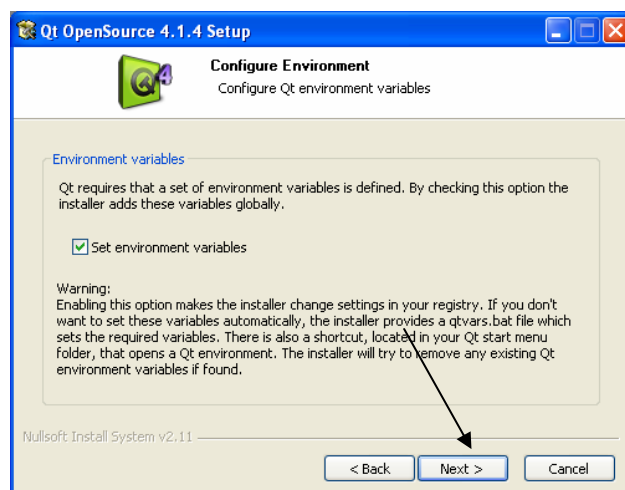 Qt OpenSource 4.1.4 Setup
Configure Environment
Configure Qt environment variables
Environment variables
Qt requires that a set of environment variables is defined. By checking this option the
installer adds these variables globally.
Set environment variables
Warning:
Enabling this option makes the installer change settings in your registry. If you don't
want to set these variables automatically, the installer provides a qtvars.bat file which
sets the required variables. There is also a shortcut, located in your Qt start menu
folder, that opens a Qt environment. The installer will try to remove any existing Qt
environment variables if found.
Nullsoft Install System v2.11
< Back Next > Cancel